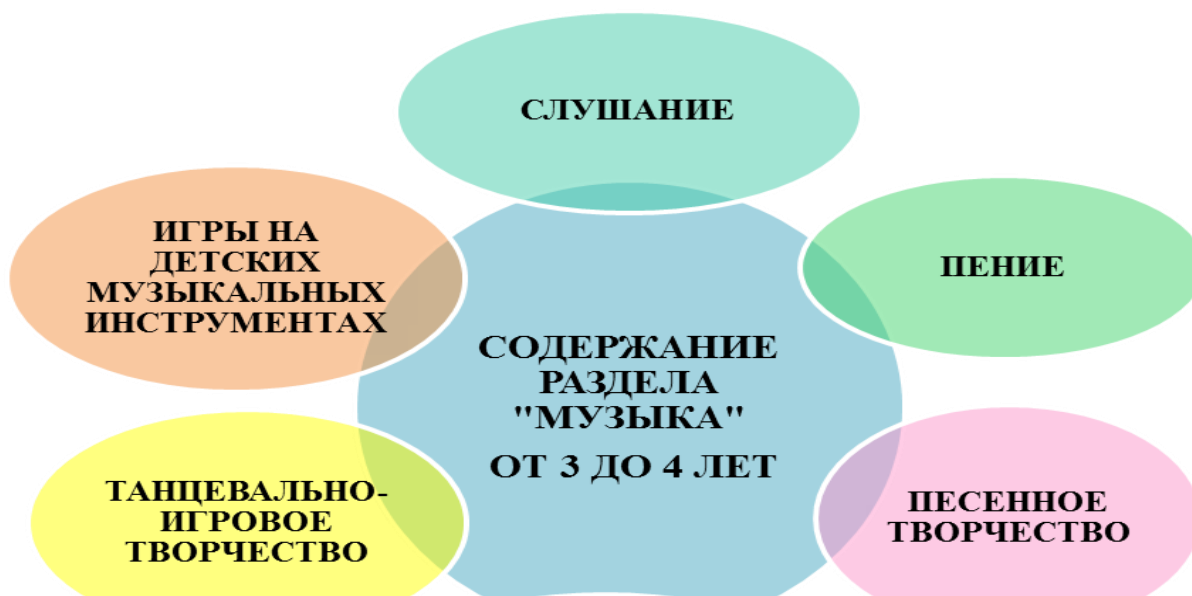 СЛУШАНИЕ
ПЕНИЕ
ПЕСЕННОЕ
ТВОРЧЕСТВО
ТАНЦЕВАЛЬНО-
ИГРОВОЕ
ТВОРЧЕСТВО
ИГРЫ НА
ДЕТСКИХ
МУЗЫКАЛЬНЫХ
ИНСТРУМЕНТАХ
СОДЕРЖАНИЕ
РАЗДЕЛА
"МУЗЫКА"
ОТ 3 ДО 4 ЛЕТ